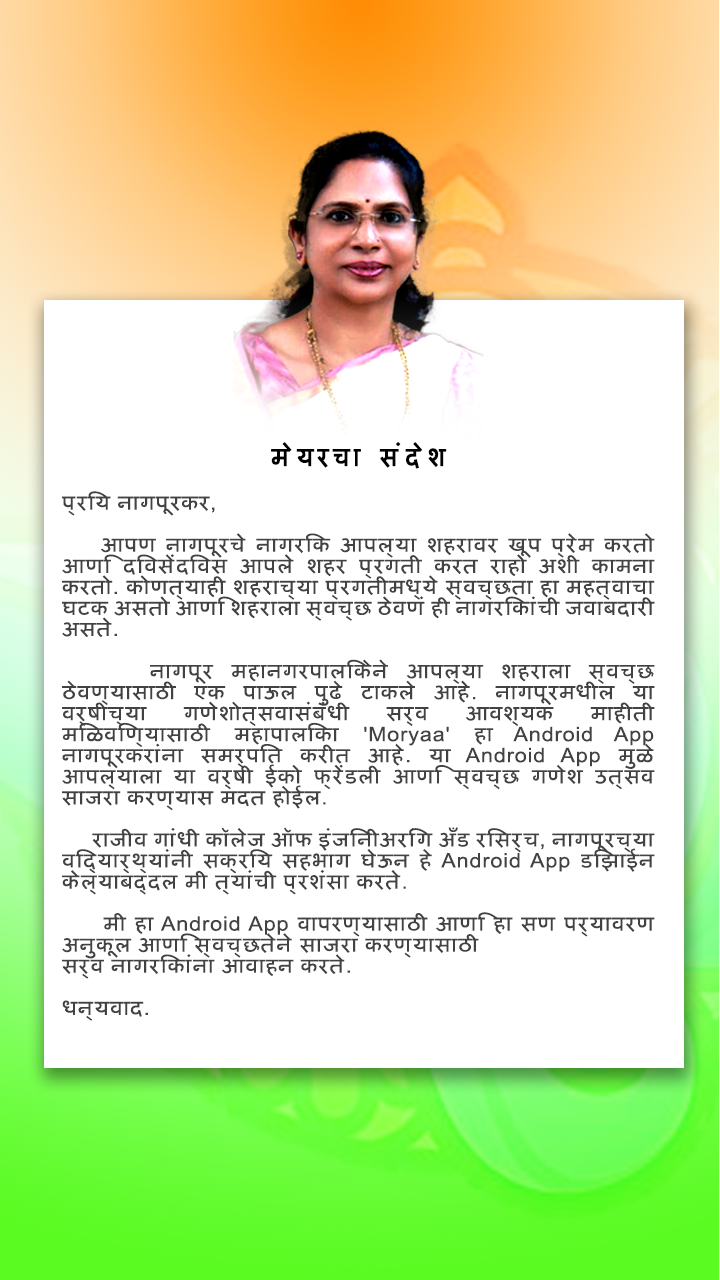 मेयरचा संदेश
प्रिय नागपूरकर,
आपण नागपूरचे नागरिक आपल्या शहरावर खूप प्रेम करतो
आणि दिवसेंदिवस आपले शहर प्रगती करत राहो अशी कामना
करतो. कोणत्याही शहराच्या प्रगतीमध्ये स्वच्छता हा महत्वाचा
घटक असतो आणि शहराला स्वच्छ ठेवणं ही नागरिकांची जवाबदारी
असते.
नागपूर महानगरपालिकेने आपल्या शहराला स्वच्छ
ठेवण्यासाठी एक पाऊल पुढे टाकले आहे. नागपूरमधील या
वर्षीच्या गणेशोत्सवासंबंधी सर्व आवश्यक माहीती
मिळविण्यासाठी महापालिका 'Moryaa' हा Android App
नागपूरकरांना समर्पित करीत आहे. या Android App मुळे
आपल्याला या वर्षी ईको फ्रेंडली आणि स्वच्छ गणेश उत्सव
साजरा करण्यास मदत होईल.
राजीव गांधी कॉलेज ऑफ इंजिनीअरिंग अँड रिसर्च, नागपूरच्या
विद्यार्थ्यांनी सक्रिय सहभाग घेऊन हे Android App डिझाईन
केल्याबद्दल मी त्यांची प्रशंसा करते.
मी हा Android App वापरण्यासाठी आणि हा सण पर्यावरण
अनुकूल आणि स्वच्छतेने साजरा करण्यासाठी
सर्व नागरिकांना आवाहन करते.
धन्यवाद.